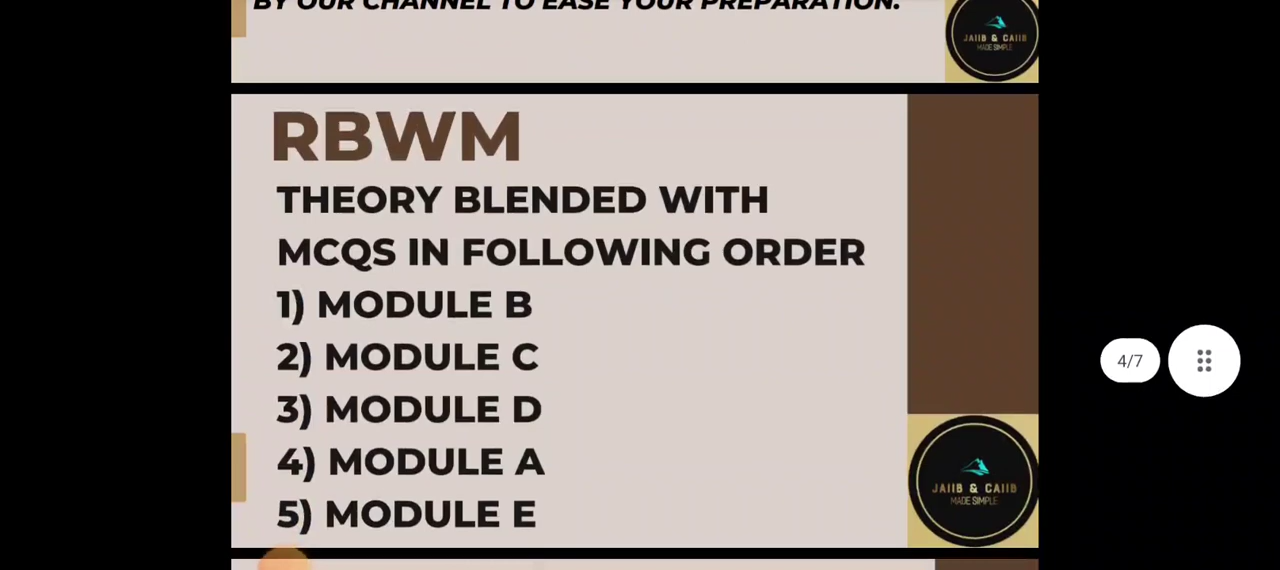 BY OUR CHANNEL TO EASE YOUR PREPARATION.
JAIIB & CAIIB
MADE SIMPLE
RBWM
THEORY BLENDED WITH
MCQS IN FOLLOWING ORDER
1) MODULE B
2) MODULE C
3) MODULE D
4) MODULE A
5) MODULE E
4/7
JAIIB & CAIIB
MADE SIMPLE